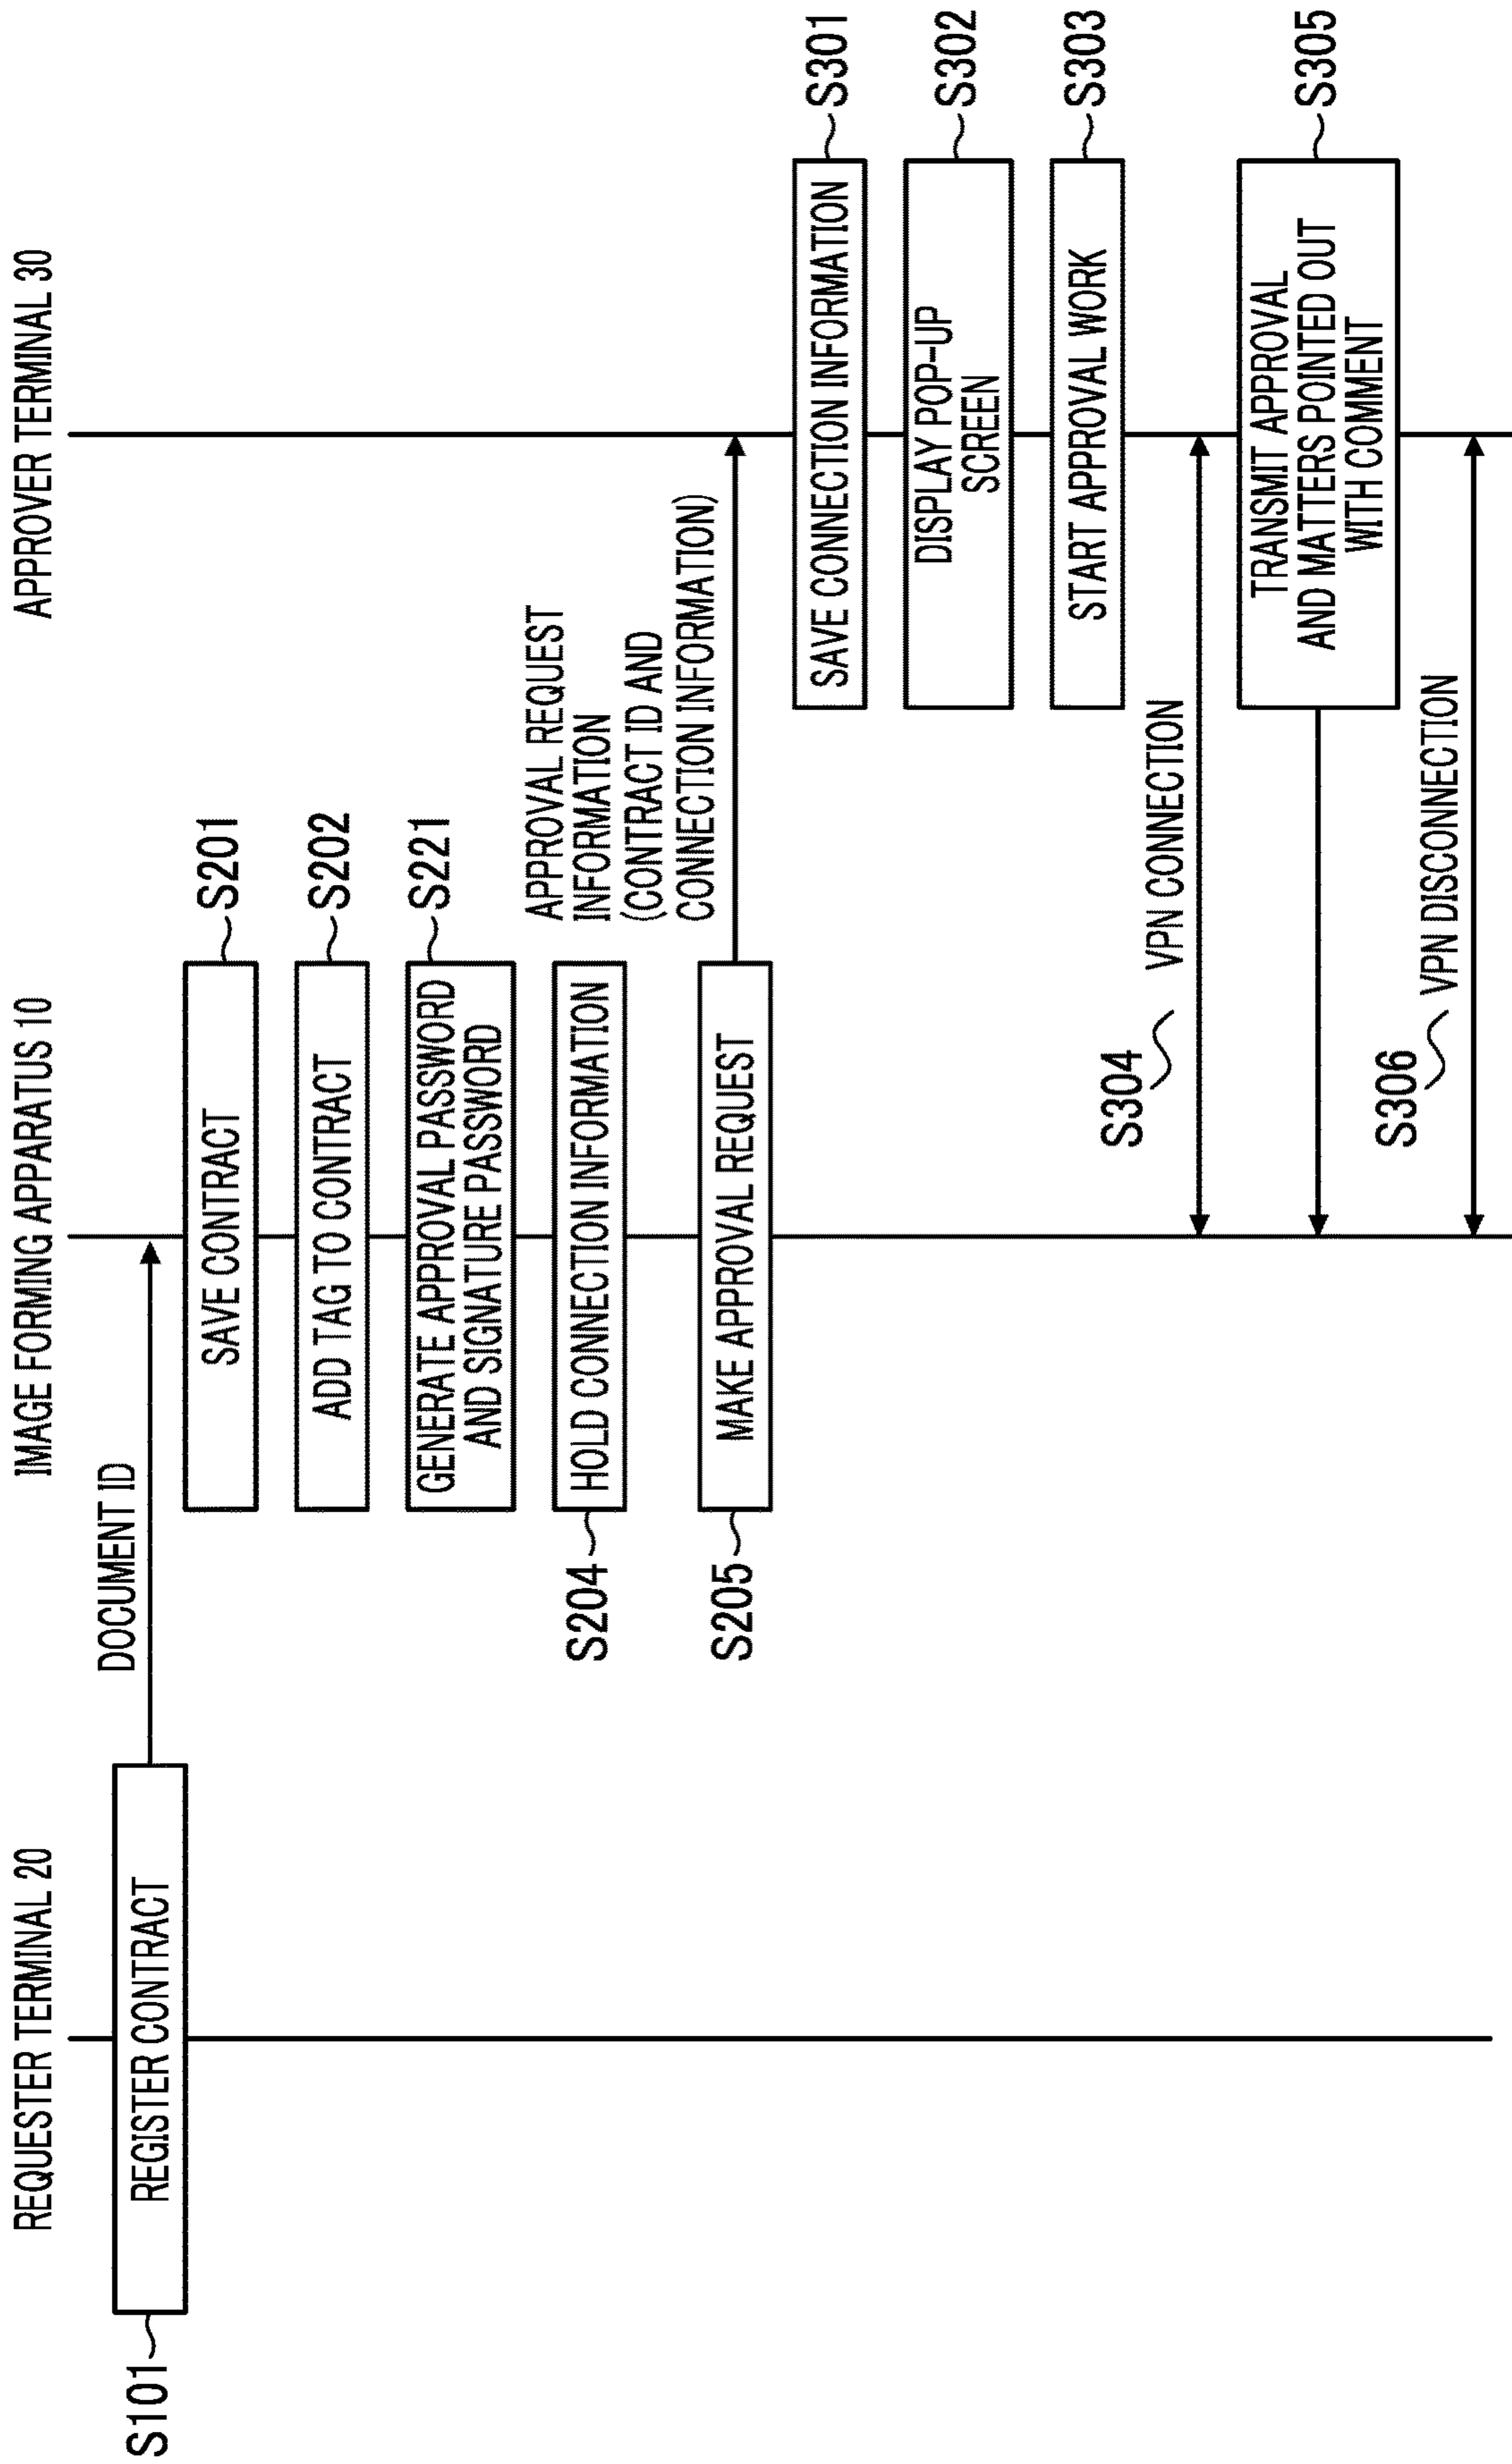 REQUESTER TERMINAL 20
IMAGE FORMING APPARATUS 10
APPROVER TERMINAL 30
S101
REGISTER CONTRACT
DOCUMENT ID
SAVE CONTRACT
S201
ADD TAG TO CONTRACT
S202
GENERATE APPROVAL PASSWORD
AND SIGNATURE PASSWORD
S221
S204
HOLD CONNECTION INFORMATION
S205
MAKE APPROVAL REQUEST
APPROVAL REQUEST
INFORMATION
(CONTRACT ID AND
CONNECTION INFORMATION)
SAVE CONNECTION INFORMATION
S301
DISPLAY POP-UP
SCREEN
S302
START APPROVAL WORK
S303
S304
VPN CONNECTION
TRANSMIT APPROVAL
AND MATTERS POINTED OUT
WITH COMMENT
S305
S306
VPN DISCONNECTION